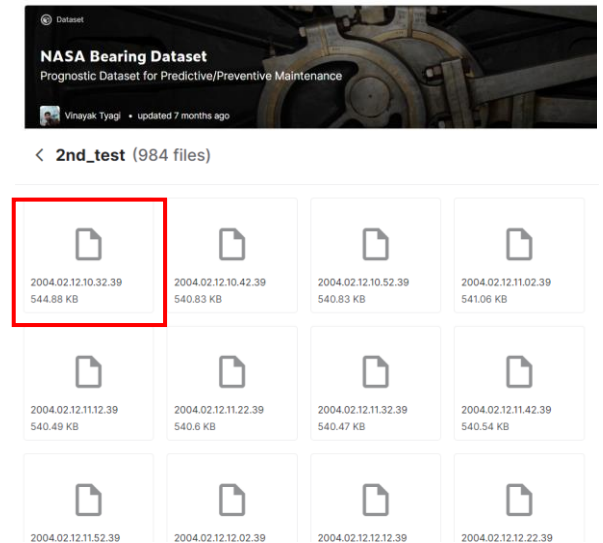 Dataset
NASA Bearing Dataset
Prognostic Dataset for Predictive/Preventive Maintenance
Vinayak Tyagi • updated 7 months ago
< 2nd_test (984 files)
2004.02.12.10.32.39
544.88 KB
2004.02.12.10.42.39
540.83 KB
2004.02.12.10.52.39
540.83 KB
2004.02.12.11.02.39
541.06 KB
2004.02.12.11.12.39
540.49 KB
2004.02.12.11.22.39
540.6 KB
2004.02.12.11.32.39
540.47 KB
2004.02.12.11.42.39
540.54 KB
2004.02.12.11.52.39
2004.02.12.12.02.39
2004.02.12.12.12.39
2004.02.12.12.22.39